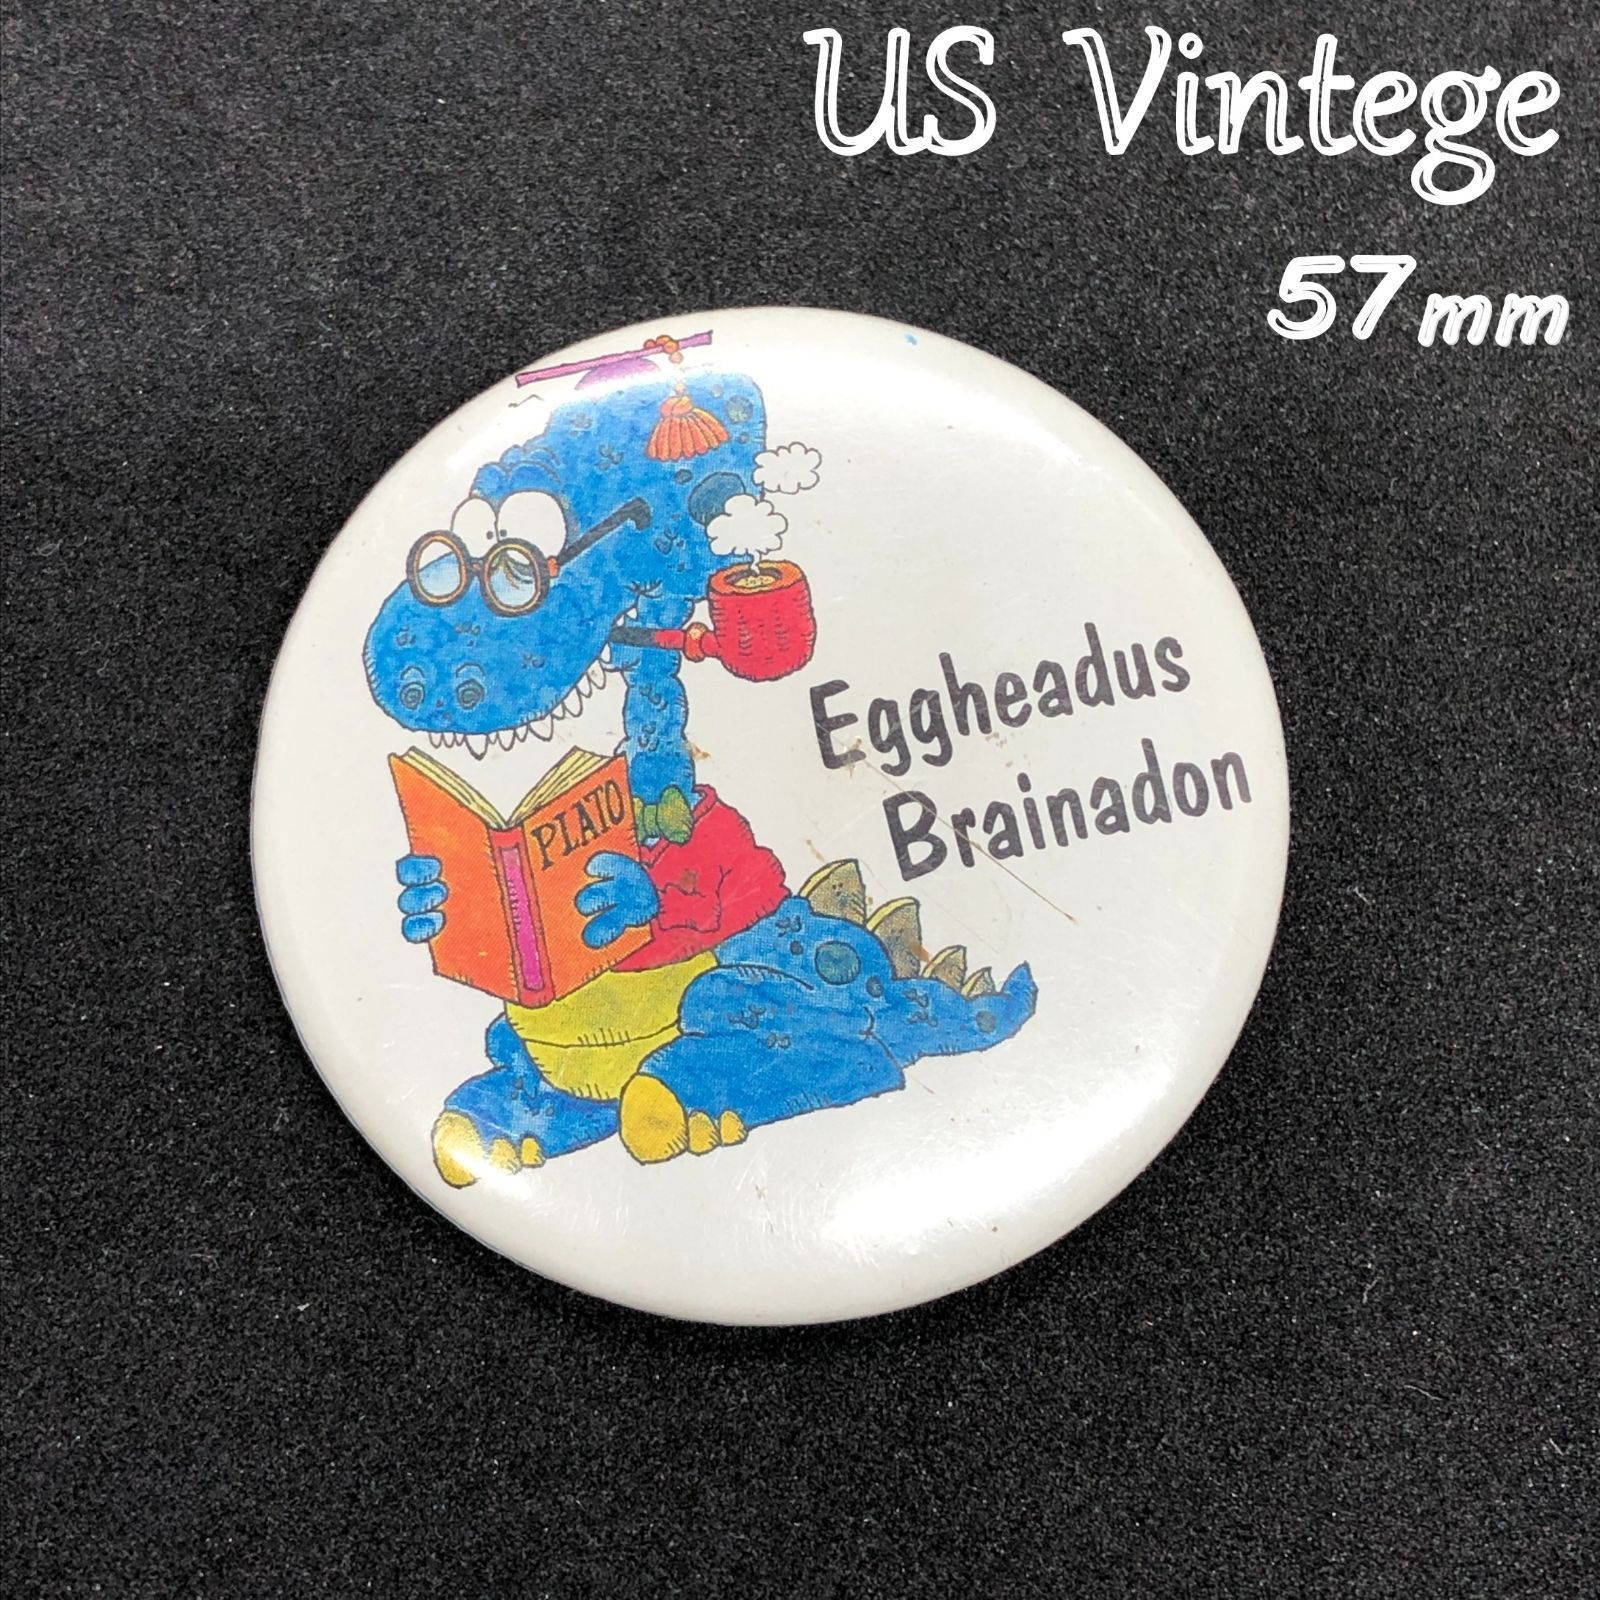 US Vintege
57mm
Eggheadus
Brainadon
PLATO